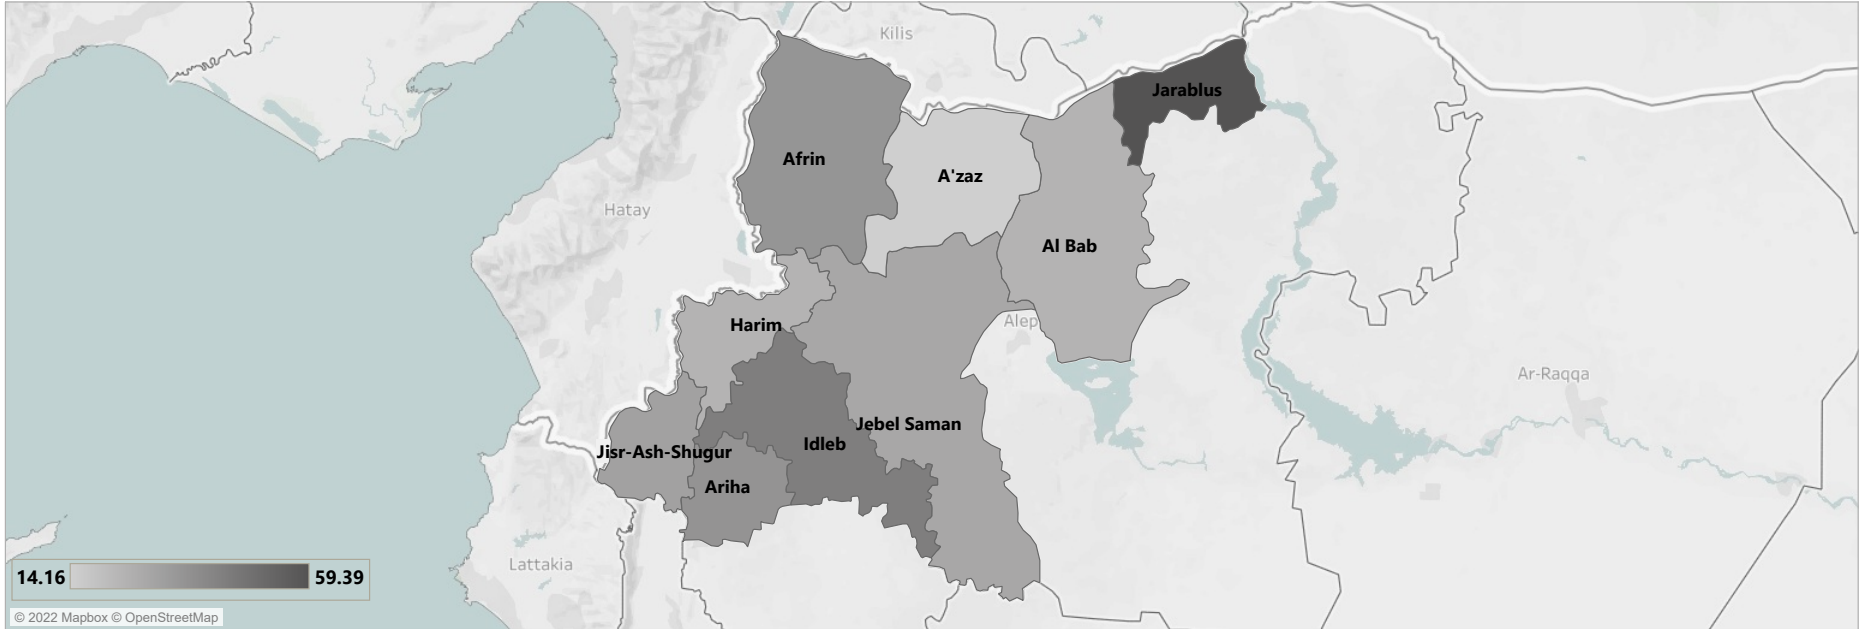 Kilis
Jarablus
Afrin
A'zaz
Hatay
Al Bab
Harim
Alep
Ar-Raqqa
Jebel Saman
Idleb
Jisr-Ash-Shugur
Ariha
Lattakia
14.16
59.39
© 2022 Mapbox © OpenStreetMap